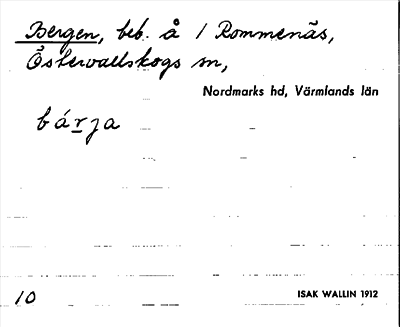 Bergen, beb. å 1 Rommenäs,
Östervallskogs sn,
Nordmarks hd, Värmlands län
bárja
10
ISAK WALLIN 1912